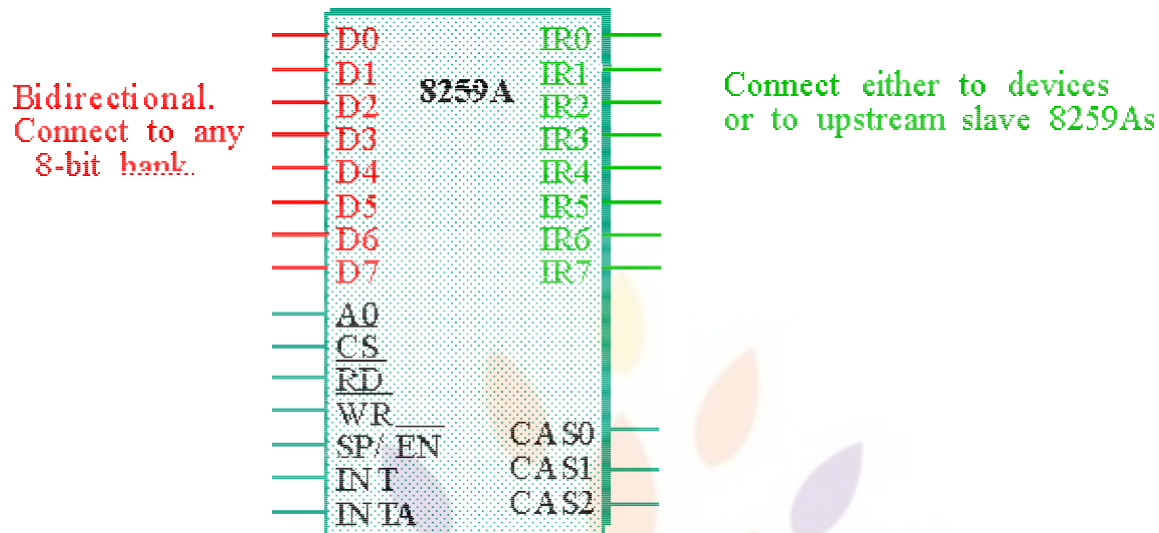 D0
D1
D2
D3
D4
D5
D6
D7
A0
CS
RD
WR
SP/ EN
INT
INTA
8259A
IR0
IR1
IR2
IR3
IR4
IR5
IR6
IR7
CAS0
CAS1
CAS2
Bidirectional.
Connect to any
8-bit bank.
Connect either to devices
or to upstream slave 8259As